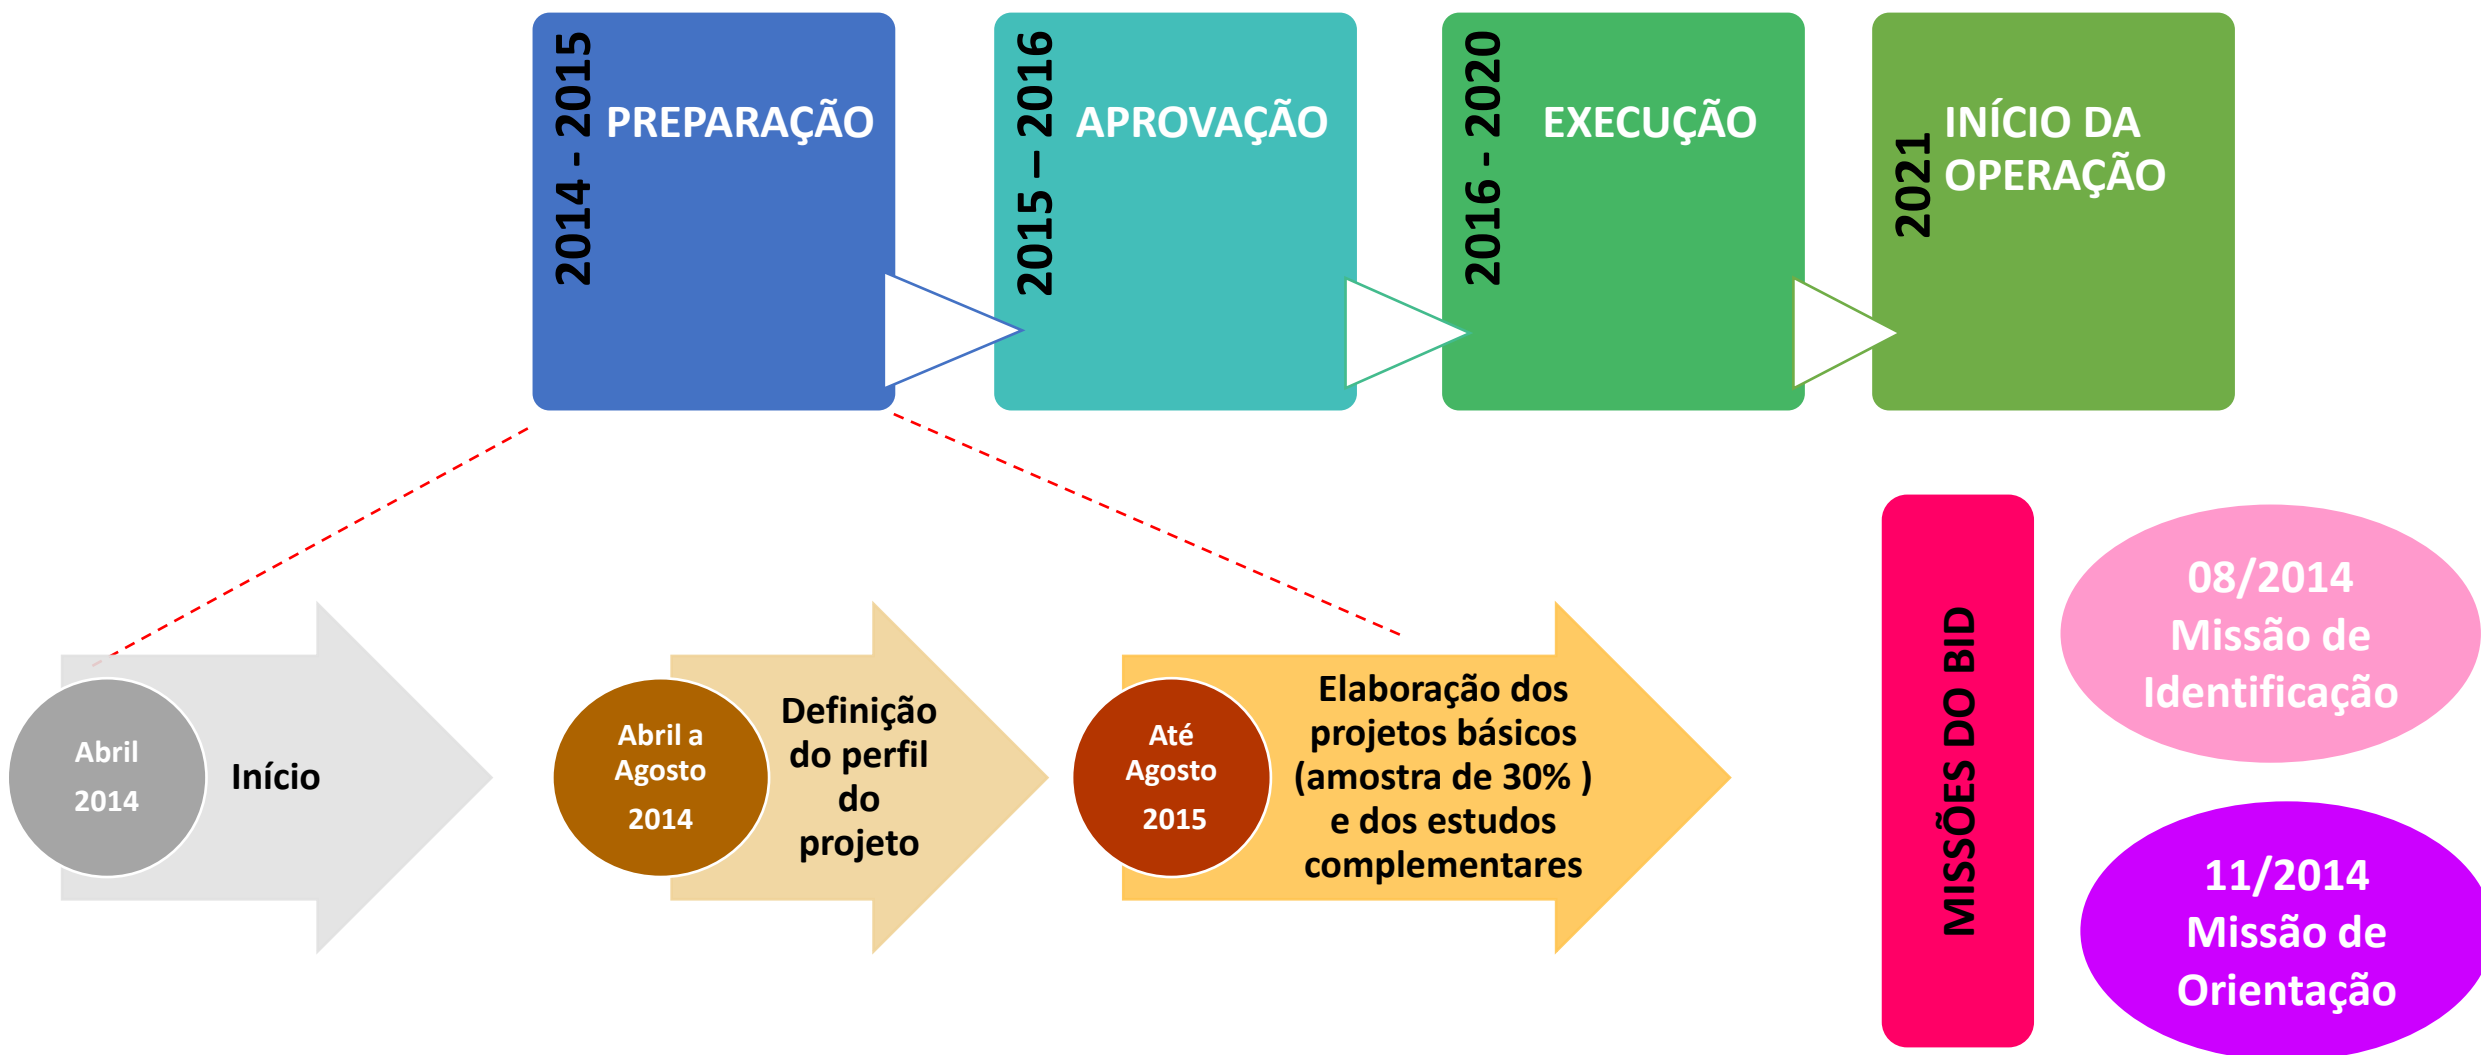 2014 - 2015
PREPARAÇÃO
2015 – 2016
APROVAÇÃO
2016 - 2020
EXECUÇÃO
2021
INÍCIO DA
OPERAÇÃO
Abril
2014
Início
Abril a
Agosto
2014
Definição
do perfil
do
projeto
Até
Agosto
2015
Elaboração dos
projetos básicos
(amostra de 30% )
e dos estudos
complementares
MISSÕES DO BID
08/2014
Missão de
Identificação
11/2014
Missão de
Orientação